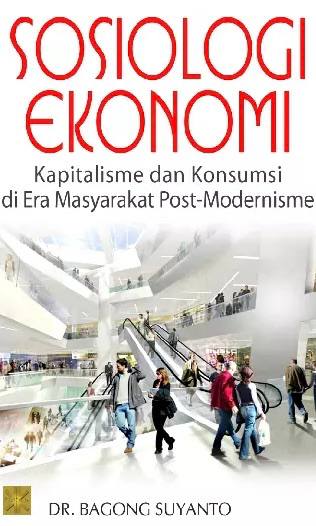 SOSIOLOGI
EKONOMI
Kapitalisme dan Konsumsi
di Era Masyarakat Post-Modernisme
DR. BAGONG SUYANTO